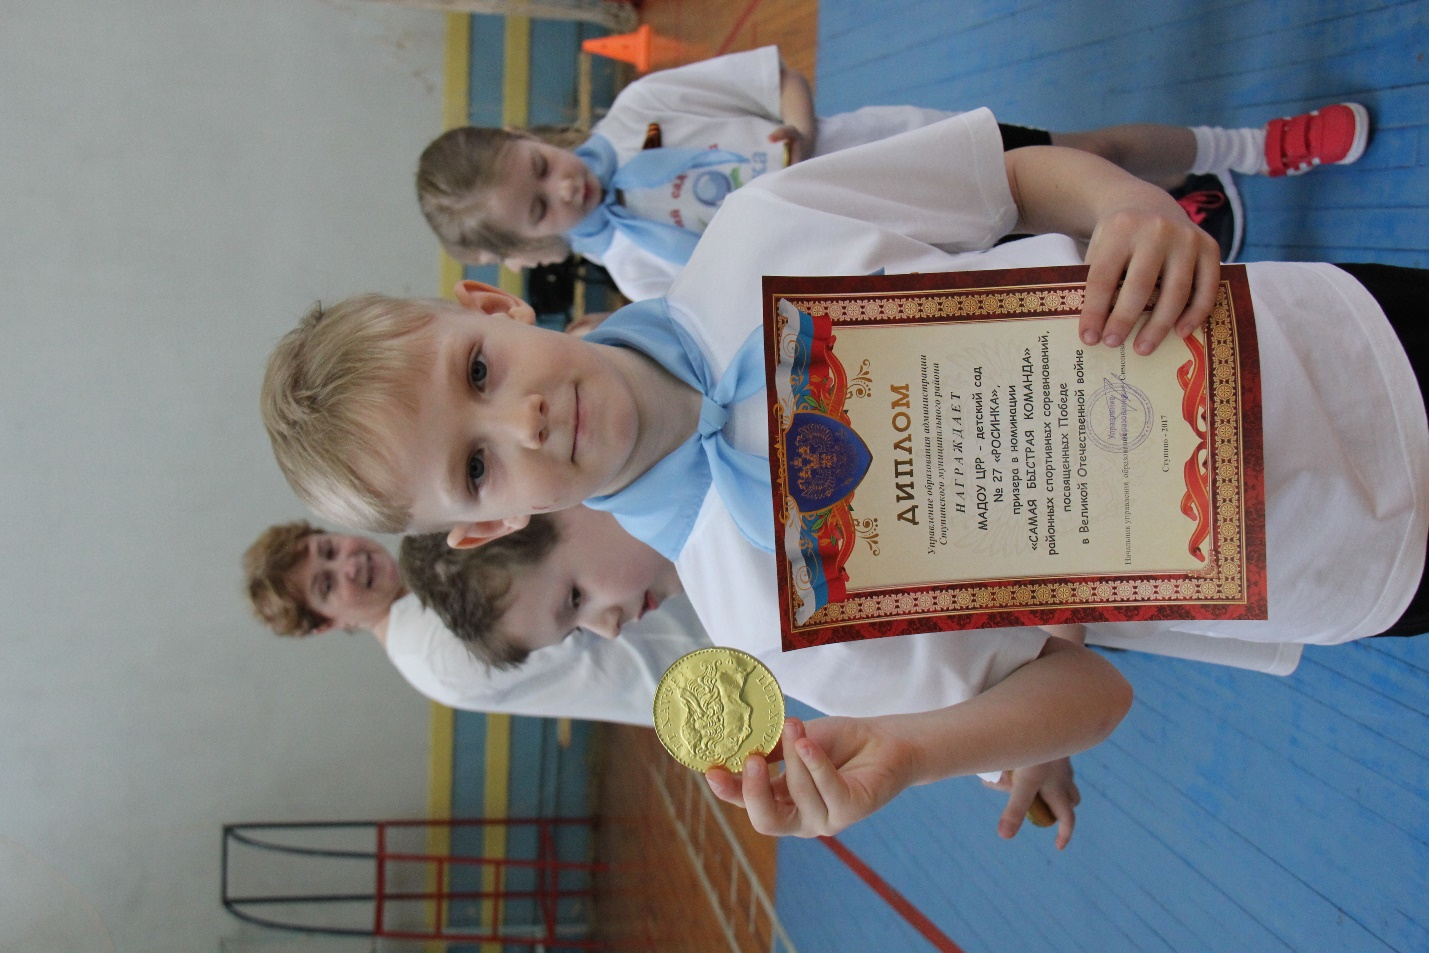 ДИПЛОМ
Управление образования администрации
Ступинского муниципального района
НАГРАЖДАЕТ
МАДОУ ЦРР - детский сад
№ 27 «РОСИНКА»,
призера в номинации
«САМАЯ БЫСТРАЯ КОМАНДА»
районных спортивных соревнований,
посвященных Победе
в Великой Отечественной войне
Начальник управления образования
Ступино - 2017
сад